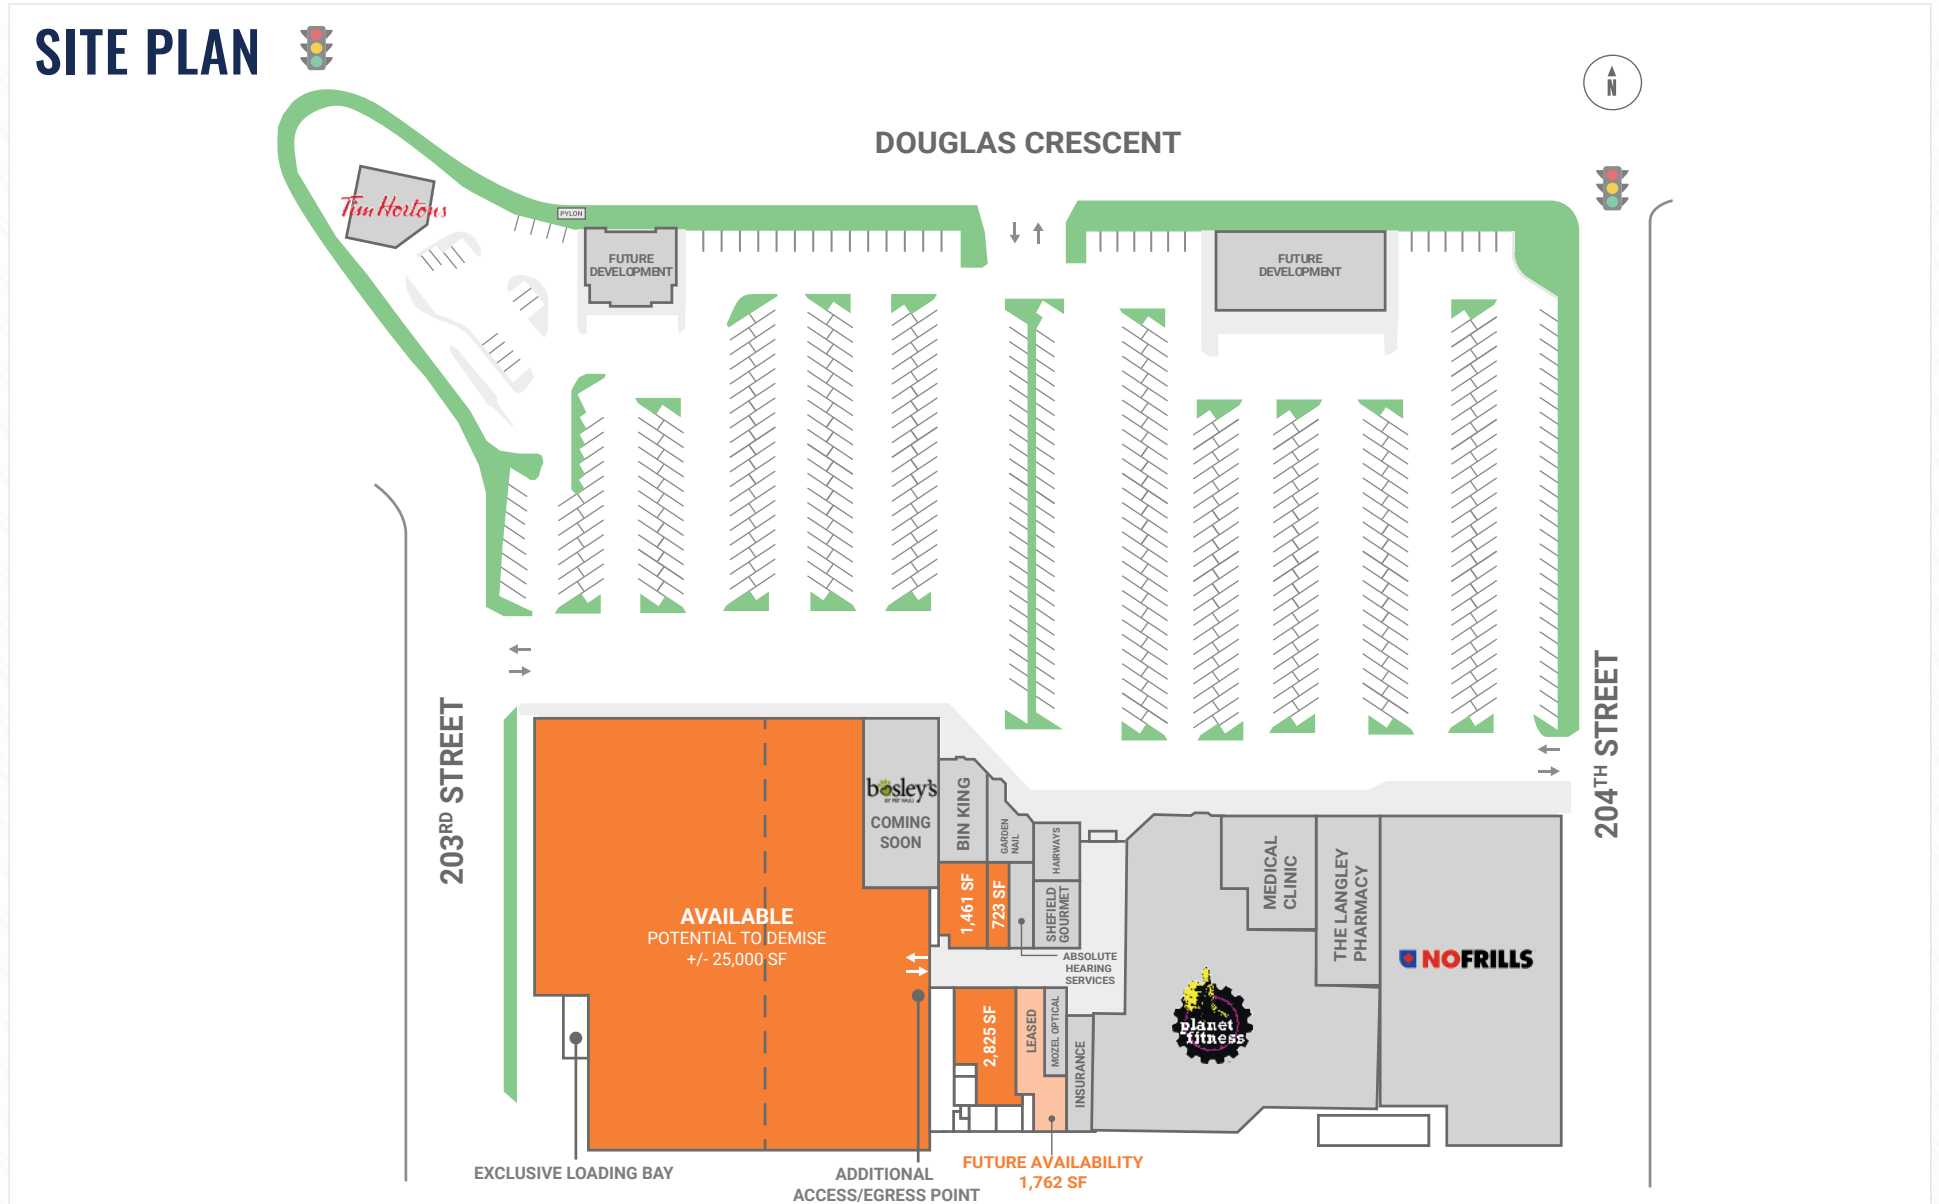 SITE PLAN
N
DOUGLAS CRESCENT
Tim Hortons
PYLON
FUTURE
DEVELOPMENT
FUTURE
DEVELOPMENT
203RD STREET
204TH STREET
bosley's
BY PET VALU
COMING
SOON
BIN KING
GARDEN
NAIL
HAIRWAYS
MEDICAL
CLINIC
THE LANGLEY
PHARMACY
NOFRILLS
AVAILABLE
POTENTIAL TO DEMISE
+/- 25,000 SF
1,461 SF
723 SF
SHEFIELD
GOURMET
ABSOLUTE
HEARING
SERVICES
2,825 SF
LEASED
MOZEL OPTICAL
INSURANCE
planet
fitness
EXCLUSIVE LOADING BAY
ADDITIONAL
ACCESS/EGRESS POINT
FUTURE AVAILABILITY
1,762 SF